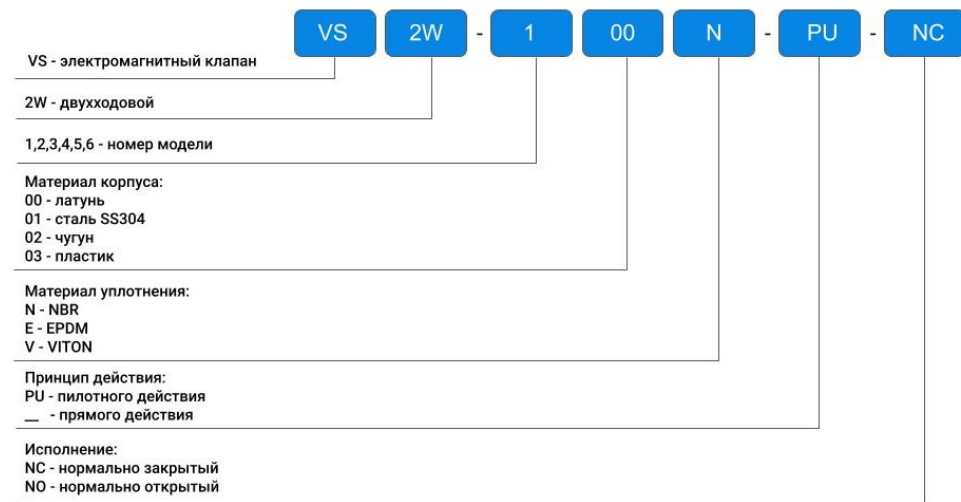 VS 2W - 1 00 N - PU - NC
VS - электромагнитный клапан
2W - двухходовой
1,2,3,4,5,6 - номер модели
Материал корпуса:
00 - латунь
01 - сталь SS304
02 - чугун
03 - пластик
Материал уплотнения:
N - NBR
E - EPDM
V - VITON
Принцип действия:
PU - пилотного действия
__ - прямого действия
Исполнение:
NC - нормально закрытый
NO - нормально открытый